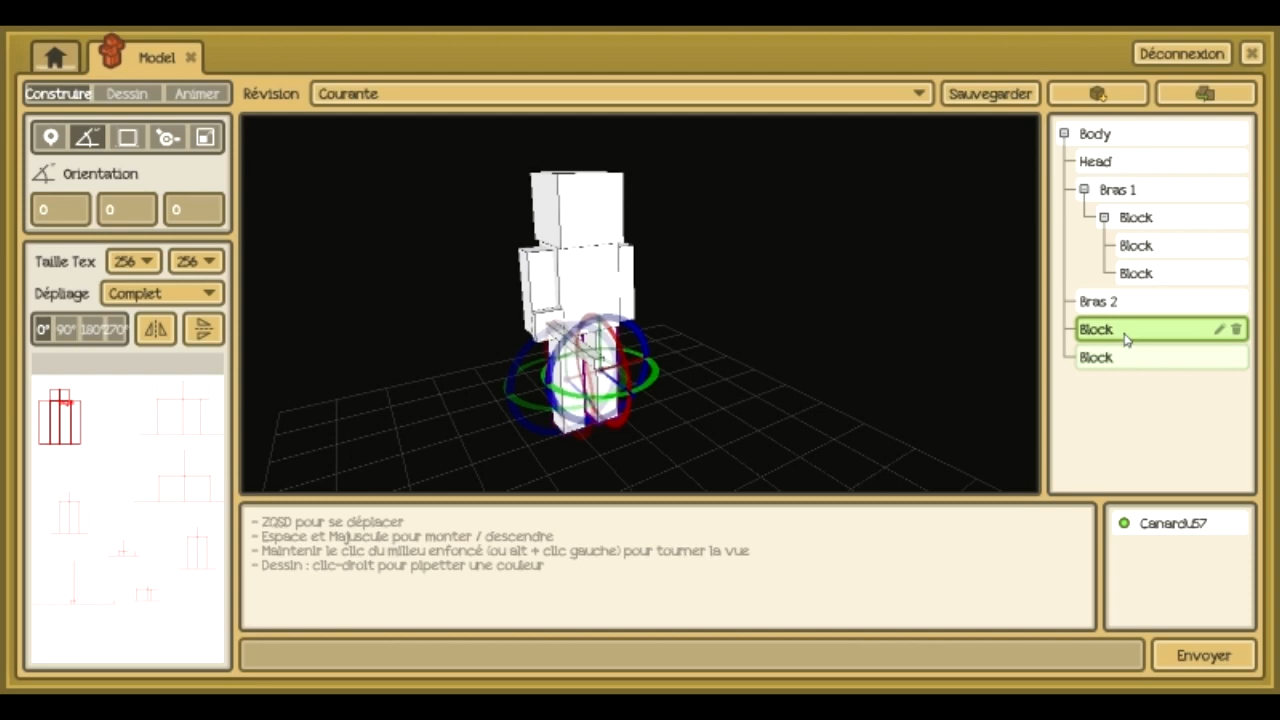 Model
Déconnexion
Construire Dessin Animer
Révision Courante
Sauvegarder
Orientation
0 0 0
Taille Tex 256 256
Dépliage Complet
0° 90° 180° 270°
Body
Head
Bras 1
Block
Block
Block
Bras 2
Block
Block
- ZQSD pour se déplacer
- Espace et Majuscule pour monter / descendre
- Maintenir le clic du milieu enfoncé (ou alt + clic gauche) pour tourner la vue
- Dessin : clic-droit pour pipetter une couleur
Canardu57
Envoyer